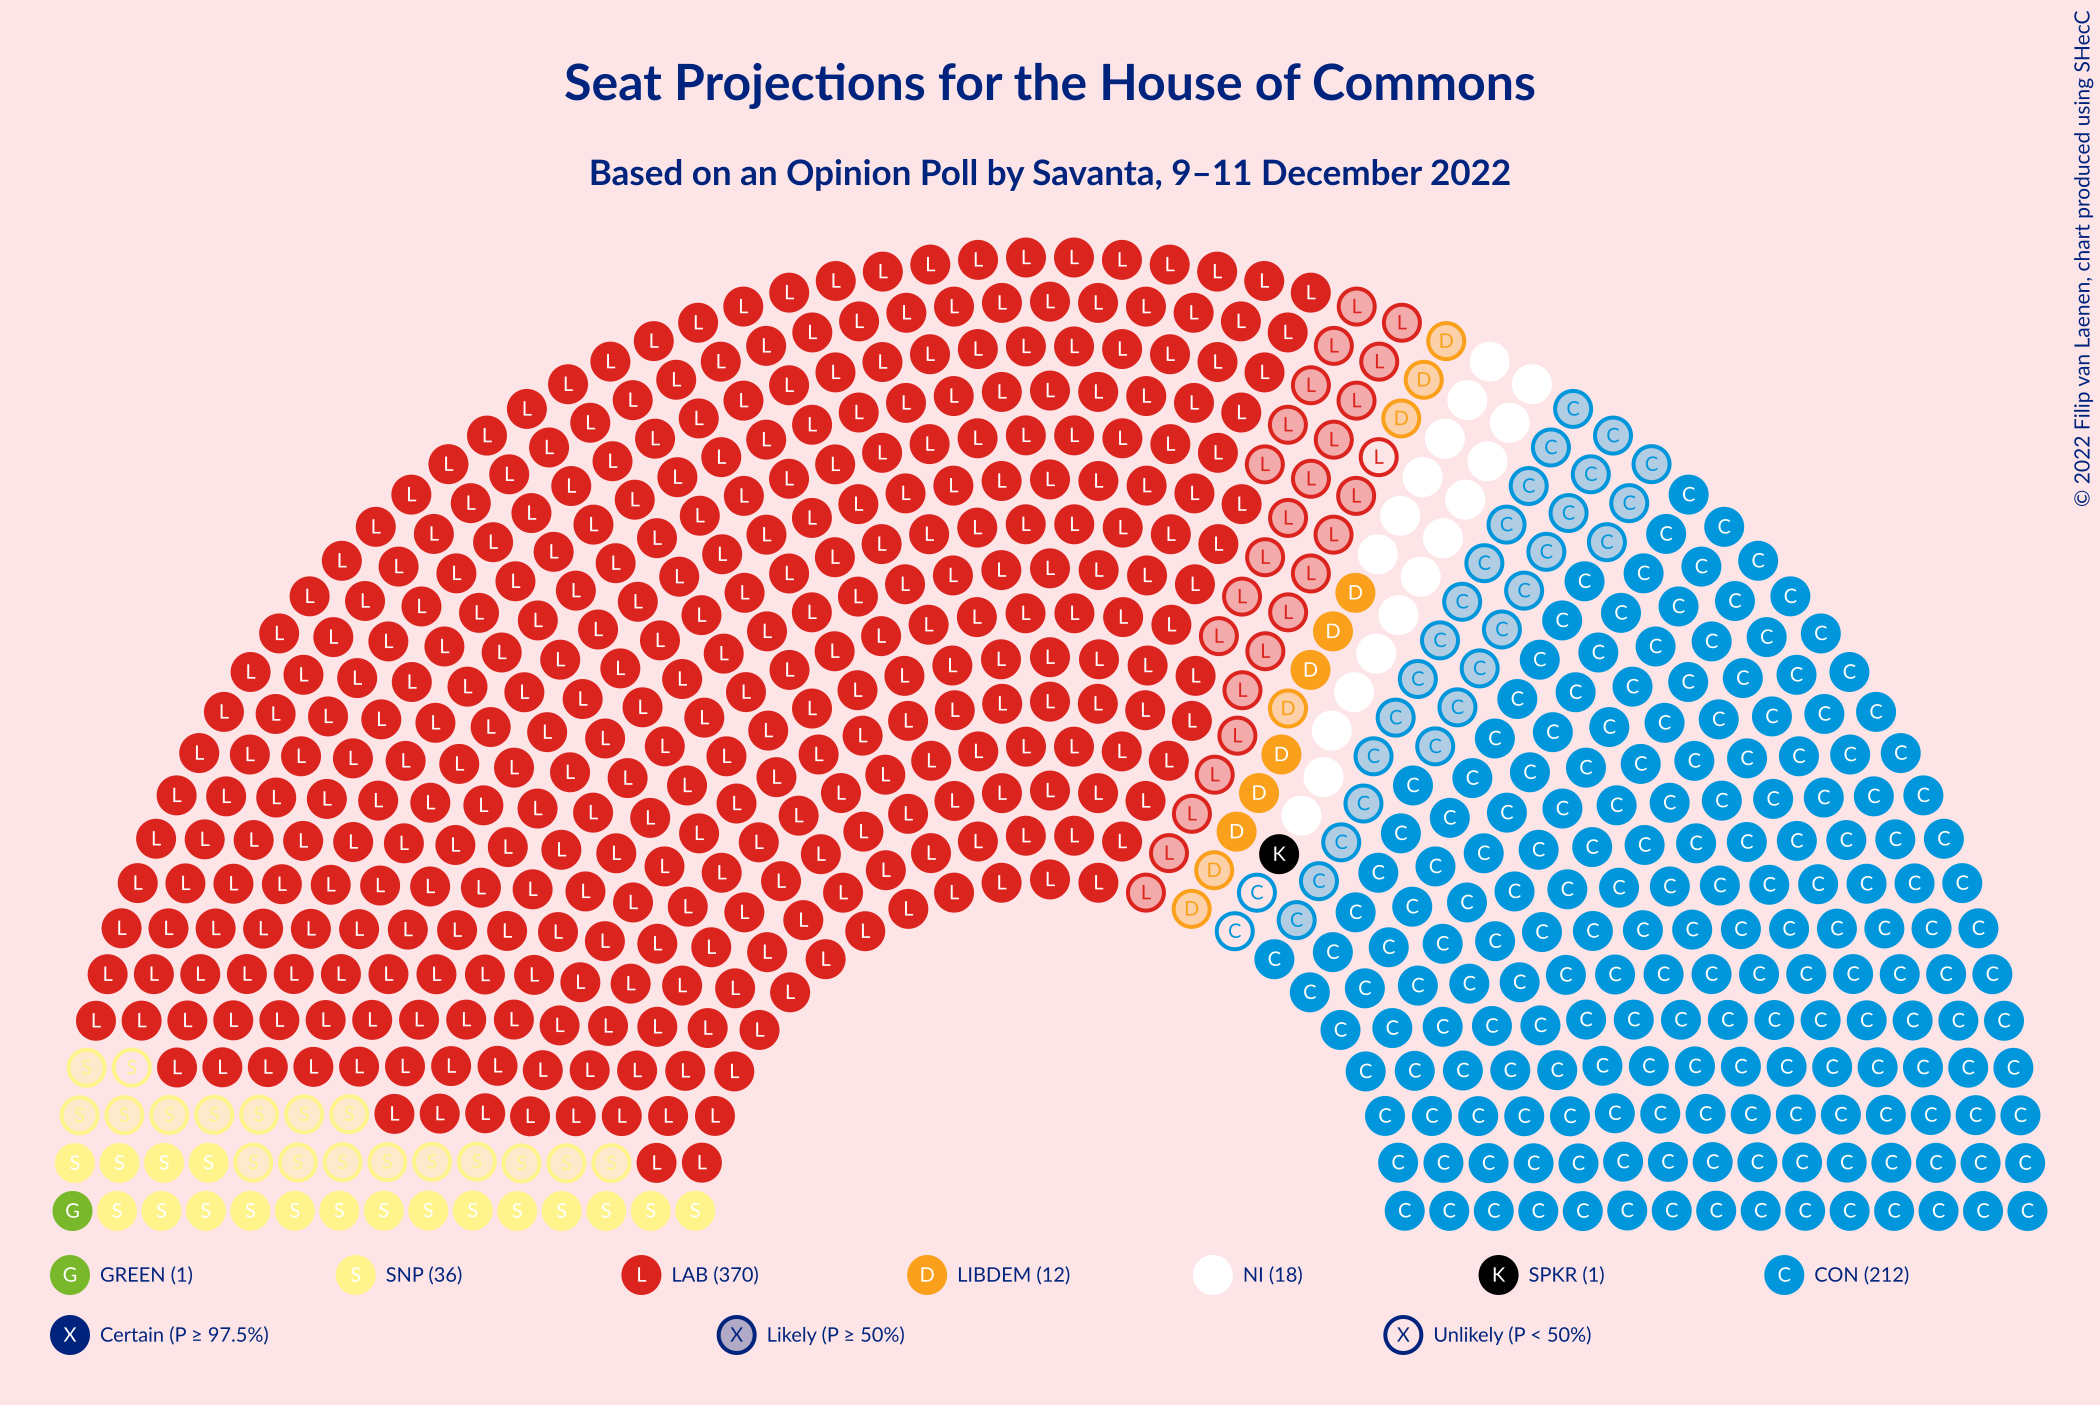 Seat Projections for the House of Commons
Based on an Opinion Poll by Savanta, 9–11 December 2022
© 2022 Filip van Laenen, chart produced using SHecC
G GREEN (1) S SNP (36) L LAB (370) D LIBDEM (12) NI (18) K SPKR (1) C CON (212)
X Certain (P ≥ 97.5%) X Likely (P ≥ 50%) X Unlikely (P < 50%)